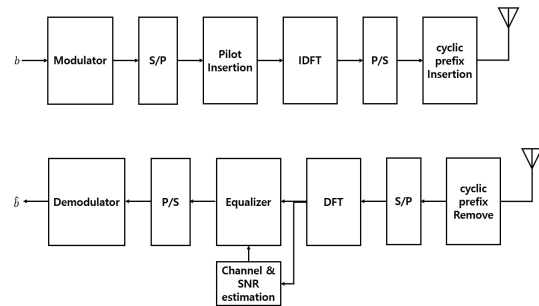 b
Modulator
S/P
Pilot
Insertion
IDFT
P/S
cyclic
prefix
Insertion
b̂
Demodulator
P/S
Equalizer
DFT
S/P
cyclic
prefix
Remove
Channel &
SNR
estimation